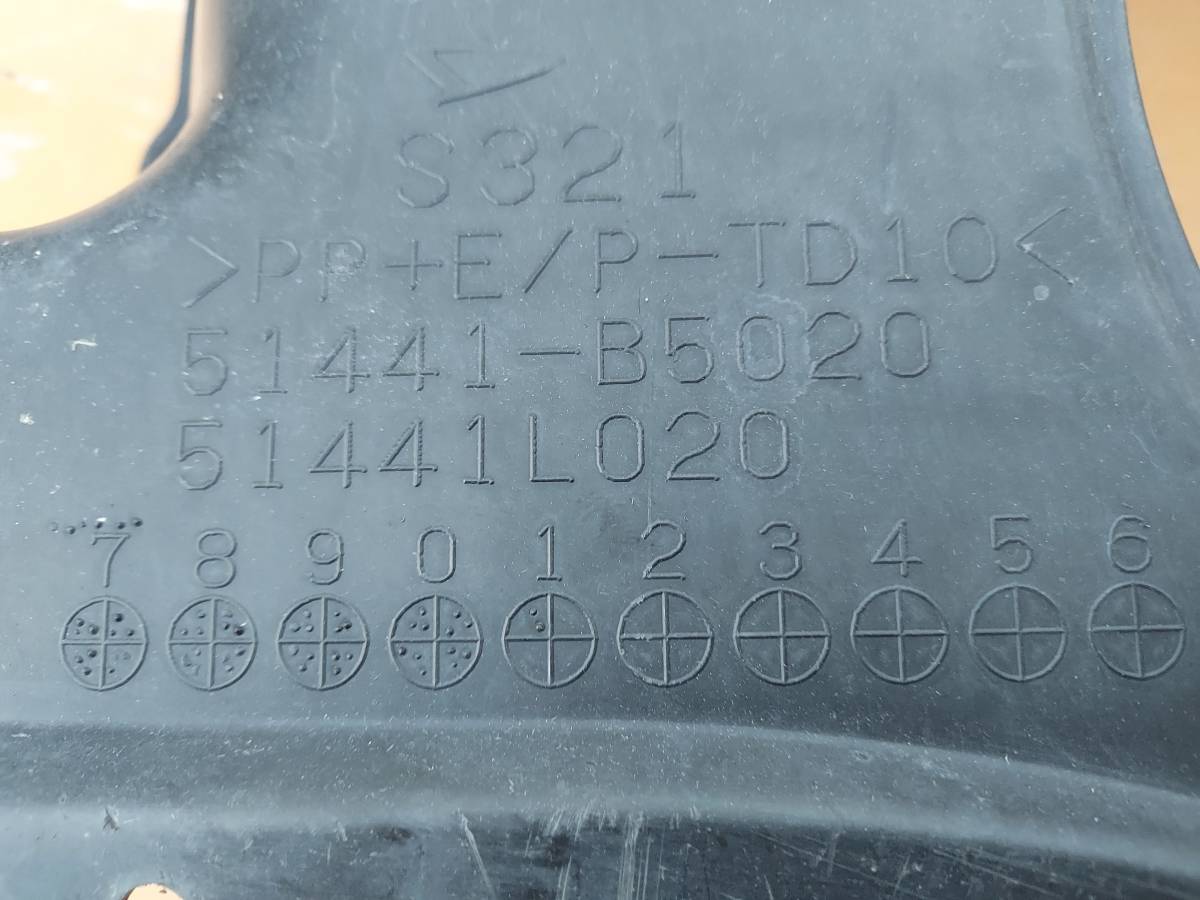 S321
>PP+E/P-TD10<
51441-B5020
51441L020
7 8 9 0 1 2 3 4 5 6